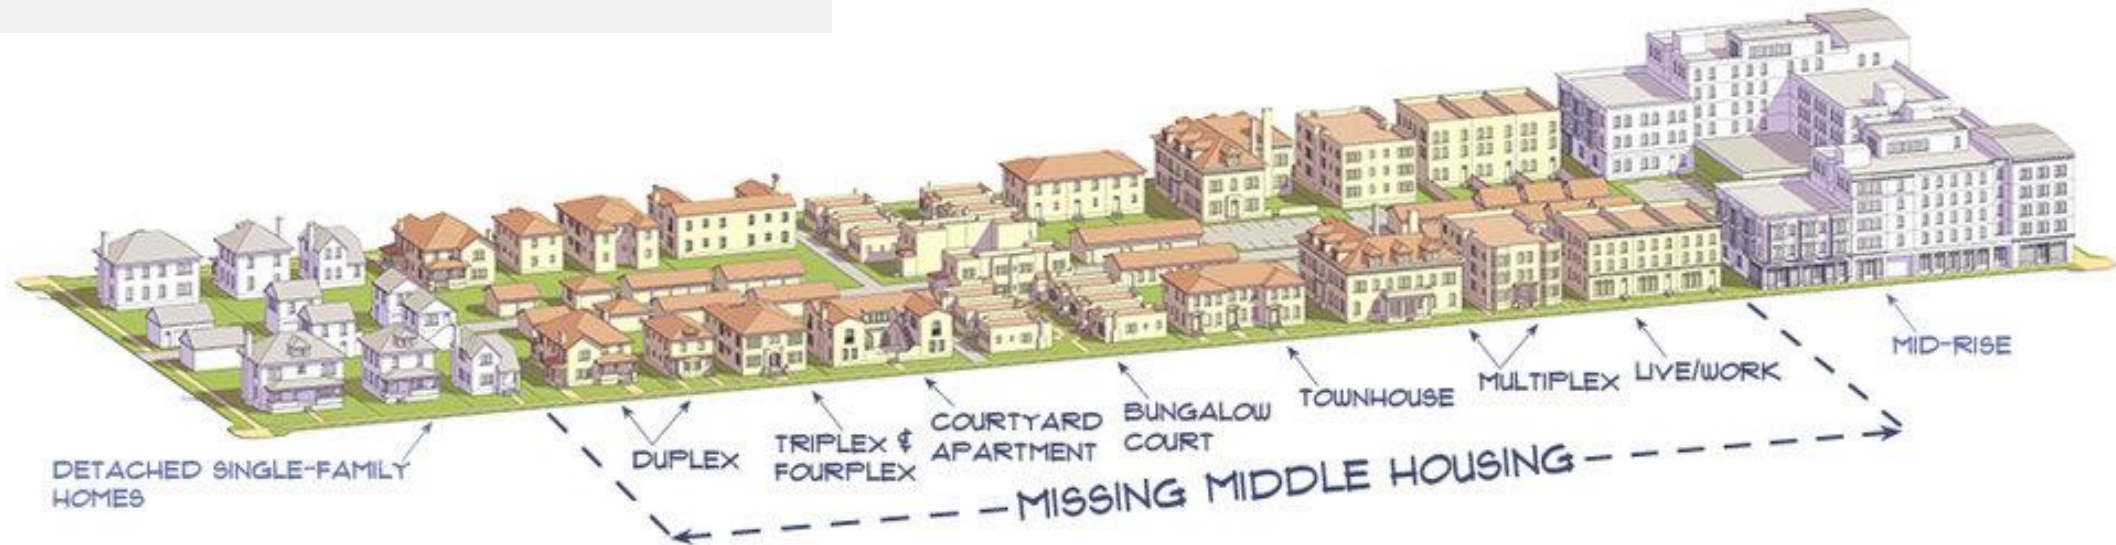 DETACHED SINGLE-FAMILY
HOMES
DUPLEX
TRIPLEX &
FOURPLEX
COURTYARD
APARTMENT
BUNGALOW
COURT
TOWNHOUSE
MULTIPLEX
LIVE/WORK
MID-RISE
MISSING MIDDLE HOUSING